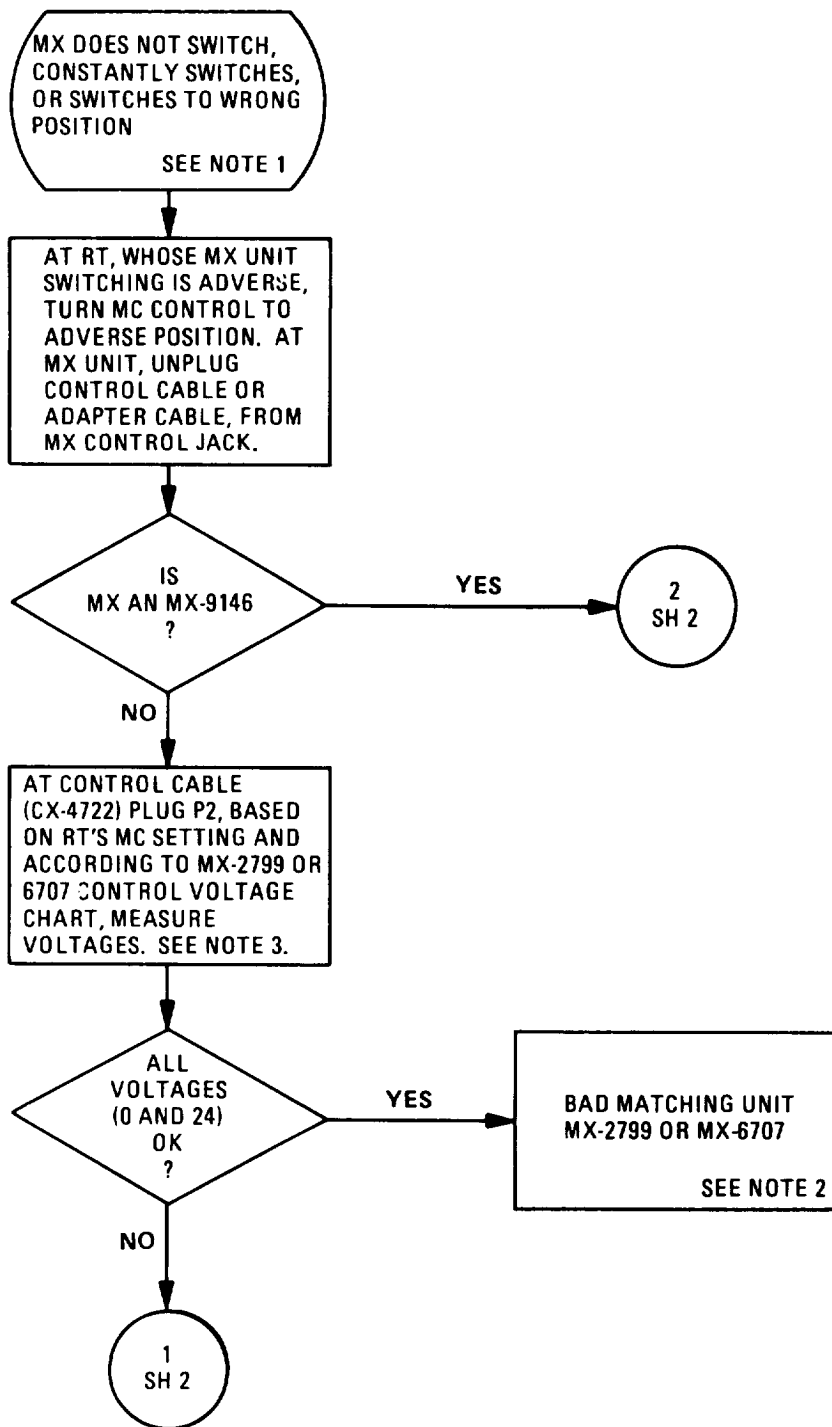 MX DOES NOT SWITCH,
CONSTANTLY SWITCHES,
OR SWITCHES TO WRONG
POSITION
SEE NOTE 1
AT RT, WHOSE MX UNIT
SWITCHING IS ADVERSE,
TURN MC CONTROL TO
ADVERSE POSITION. AT
MX UNIT, UNPLUG
CONTROL CABLE OR
ADAPTER CABLE, FROM
MX CONTROL JACK.
IS
MX AN MX-9146
?
YES
2
SH 2
NO
AT CONTROL CABLE
(CX-4722) PLUG P2, BASED
ON RT'S MC SETTING AND
ACCORDING TO MX-2799 OR
6707 CONTROL VOLTAGE
CHART, MEASURE
VOLTAGES. SEE NOTE 3.
ALL
VOLTAGES
(0 AND 24)
OK
?
YES
BAD MATCHING UNIT
MX-2799 OR MX-6707
SEE NOTE 2
NO
1
SH 2